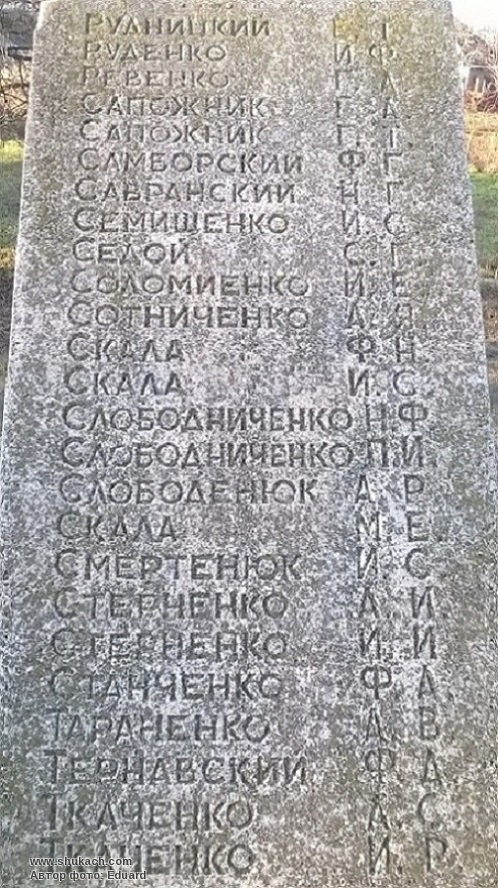 РУДНИЦКИЙ Г.
РУДЕНКО И. Ф.
РЕВЕНКО Г. А.
САПОЖНИК Г. А.
САПОЖНИК П. Т.
САМБОРСКИЙ Ф. Г.
САВРАНСКИЙ Н. Г.
СЕМИЩЕНКО И. С.
СЕДОЙ С. Г.
СОЛОМИЕНКО И. Е.
СОТНИЧЕНКО А. Я.
СКАЛА Ф. Н.
СКАЛА И. С.
СЛОБОДНИЧЕНКО Н. Ф.
СЛОБОДНИЧЕНКО П. И.
СЛОБОДЕНЮК А. Р.
СКАЛА М. Е.
СМЕРТЕНЮК И. С.
СТЕРЧЕНКО А. И.
СТЕРНЕНКО И. И.
СТАНЧЕНКО Ф. А.
ТАРАНЕНКО А. В.
ТЕРНАВСКИЙ Ф. А.
ТКАЧЕНКО А. С.
ТКАЧЕНКО И. Р.
www.shukach.com
Автор фото: Eduard